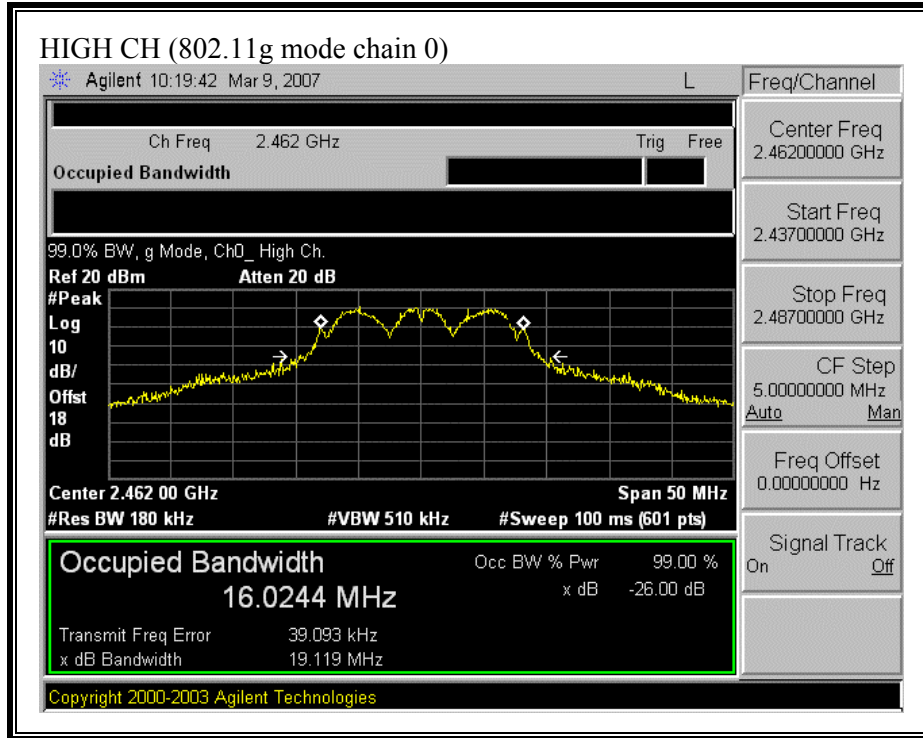 HIGH CH (802.11g mode chain 0)
Agilent 10:19:42 Mar 9, 2007 L
Freq/Channel
Ch Freq 2.462 GHz Trig Free
Occupied Bandwidth
Center Freq
2.46200000 GHz
Start Freq
2.43700000 GHz
Stop Freq
2.48700000 GHz
CF Step
5.00000000 MHz
Auto Man
Freq Offset
0.00000000 Hz
Signal Track
On Off
99.0% BW, g Mode, Ch0_ High Ch.
Ref 20 dBm Atten 20 dB
#Peak
Log
10
dB/
Offst
18
dB
Center 2.462 00 GHz Span 50 MHz
#Res BW 180 kHz #VBW 510 kHz #Sweep 100 ms (601 pts)
Occupied Bandwidth Occ BW % Pwr 99.00 %
16.0244 MHz x dB -26.00 dB
Transmit Freq Error 39.093 kHz
x dB Bandwidth 19.119 MHz
Copyright 2000-2003 Agilent Technologies